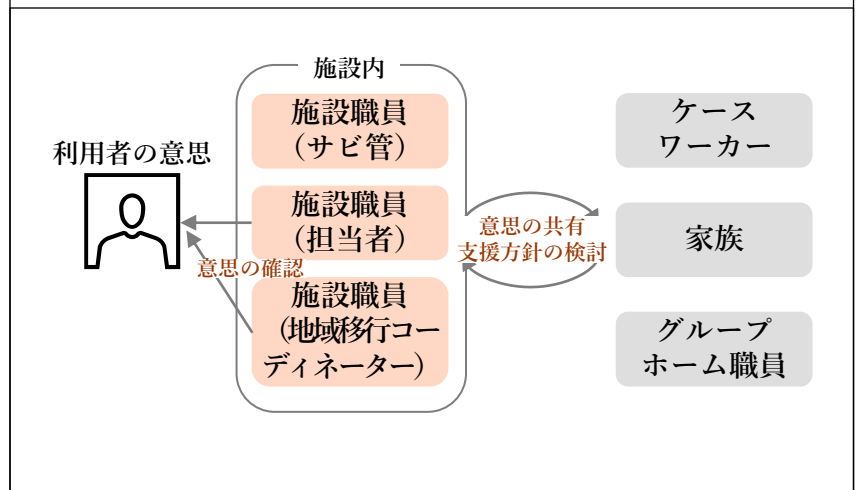 施設内
利用者の意思
施設職員
（サビ管）
施設職員
（担当者）
意思の確認
施設職員
（地域移行コー
ディネーター）
意思の共有
支援方針の検討
ケース
ワーカー
家族
グループ
ホーム職員